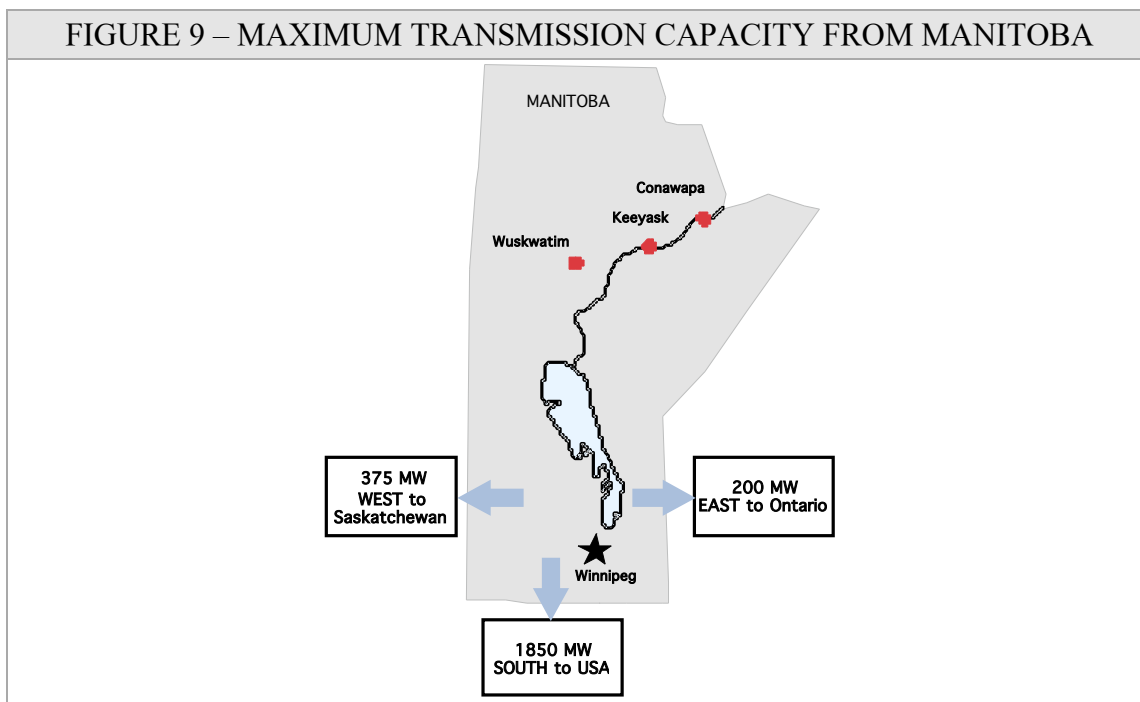 FIGURE 9 – MAXIMUM TRANSMISSION CAPACITY FROM MANITOBA
MANITOBA
Conawapa
Keeyask
Wuskwatim
375 MW
WEST to
Saskatchewan
200 MW
EAST to Ontario
Winnipeg
1850 MW
SOUTH to USA